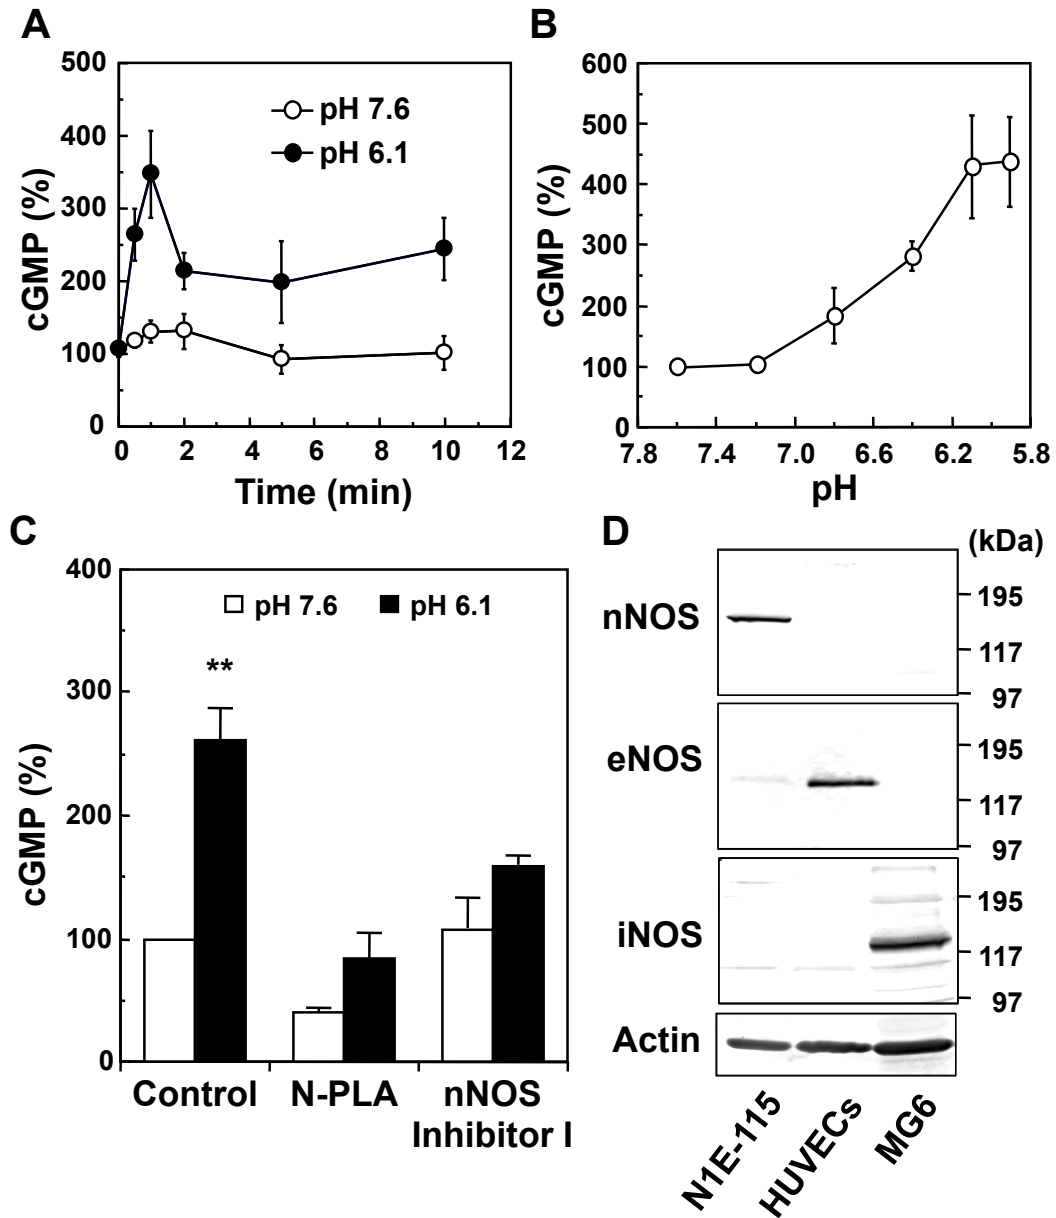 A
500
400
300
200
100
0
cGMP (%)
pH 7.6
pH 6.1
0 2 4 6 8 10 12
Time (min)
B
600
500
400
300
200
100
0
cGMP (%)
7.8 7.4 7.0 6.6 6.2 5.8
pH
C
400
300
200
100
0
cGMP (%)
pH 7.6 pH 6.1
**
Control N-PLA nNOS
Inhibitor I
D
(kDa)
nNOS
195
117
97
eNOS
195
117
97
iNOS
195
117
97
Actin
N1E-115
HUVECs
MG6